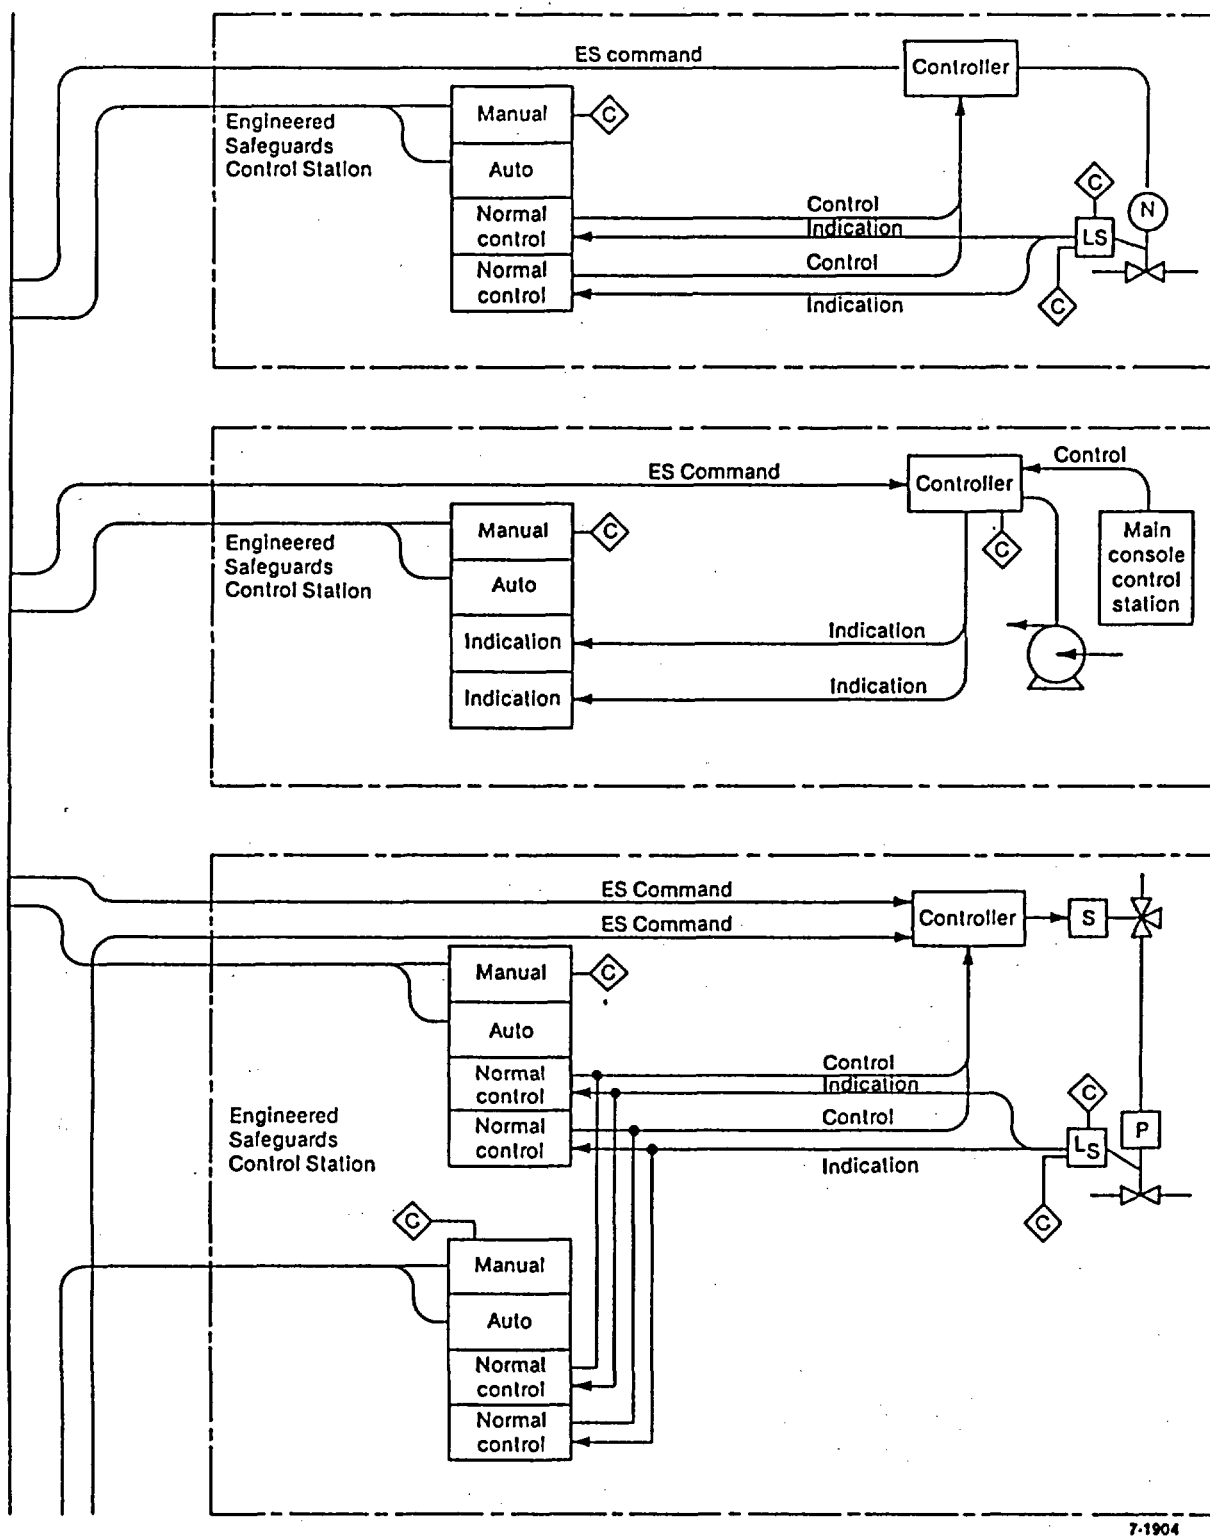 ES command
Controller
Manual
C
Engineered
Safeguards
Control Station
Auto
C
Normal
control
Control
Indication
N
LS
Normal
control
Control
Indication
C
ES Command
Controller
Control
Manual
C
C
Main
console
control
station
Engineered
Safeguards
Control Station
Auto
Indication
Indication
Indication
Indication
ES Command
Controller
S
ES Command
Manual
C
Auto
Normal
control
Control
Indication
C
Engineered
Safeguards
Control Station
Normal
control
Control
Indication
LS
P
C
C
Manual
Auto
Normal
control
Normal
control
7-1904